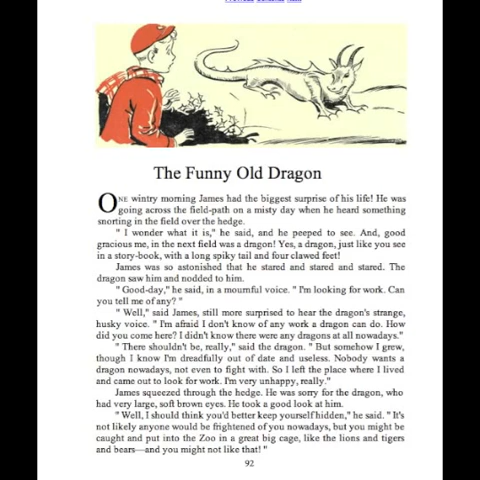 The Funny Old Dragon
ONE wintry morning James had the biggest surprise of his life! He was
going across the field-path on a misty day when he heard something
snorting in the field over the hedge.
" I wonder what it is," he said, and he peeped to see. And, good
gracious me, in the next field was a dragon! Yes, a dragon, just like you see
in a story-book, with a long spiky tail and four clawed feet!
James was so astonished that he stared and stared and stared. The
dragon saw him and nodded to him.
" Good-day," he said, in a mournful voice. " I'm looking for work. Can
you tell me of any? "
" Well," said James, still more surprised to hear the dragon's strange,
husky voice. " I'm afraid I don't know of any work a dragon can do. How
did you come here? I didn't know there were any dragons at all nowadays."
" There shouldn't be, really," said the dragon. " But somehow I grew,
though I know I'm dreadfully out of date and useless. Nobody wants a
dragon nowadays, not even to fight with. So I left the place where I lived
and came out to look for work. I'm very unhappy, really."
James squeezed through the hedge. He was sorry for the dragon, who
had very large, soft brown eyes. He took a good look at him.
" Well, I should think you'd better keep yourself hidden," he said. " It's
not likely anyone would be frightened of you nowadays, but you might be
caught and put into the Zoo in a great big cage, like the lions and tigers
and bears—and you might not like that! "
92